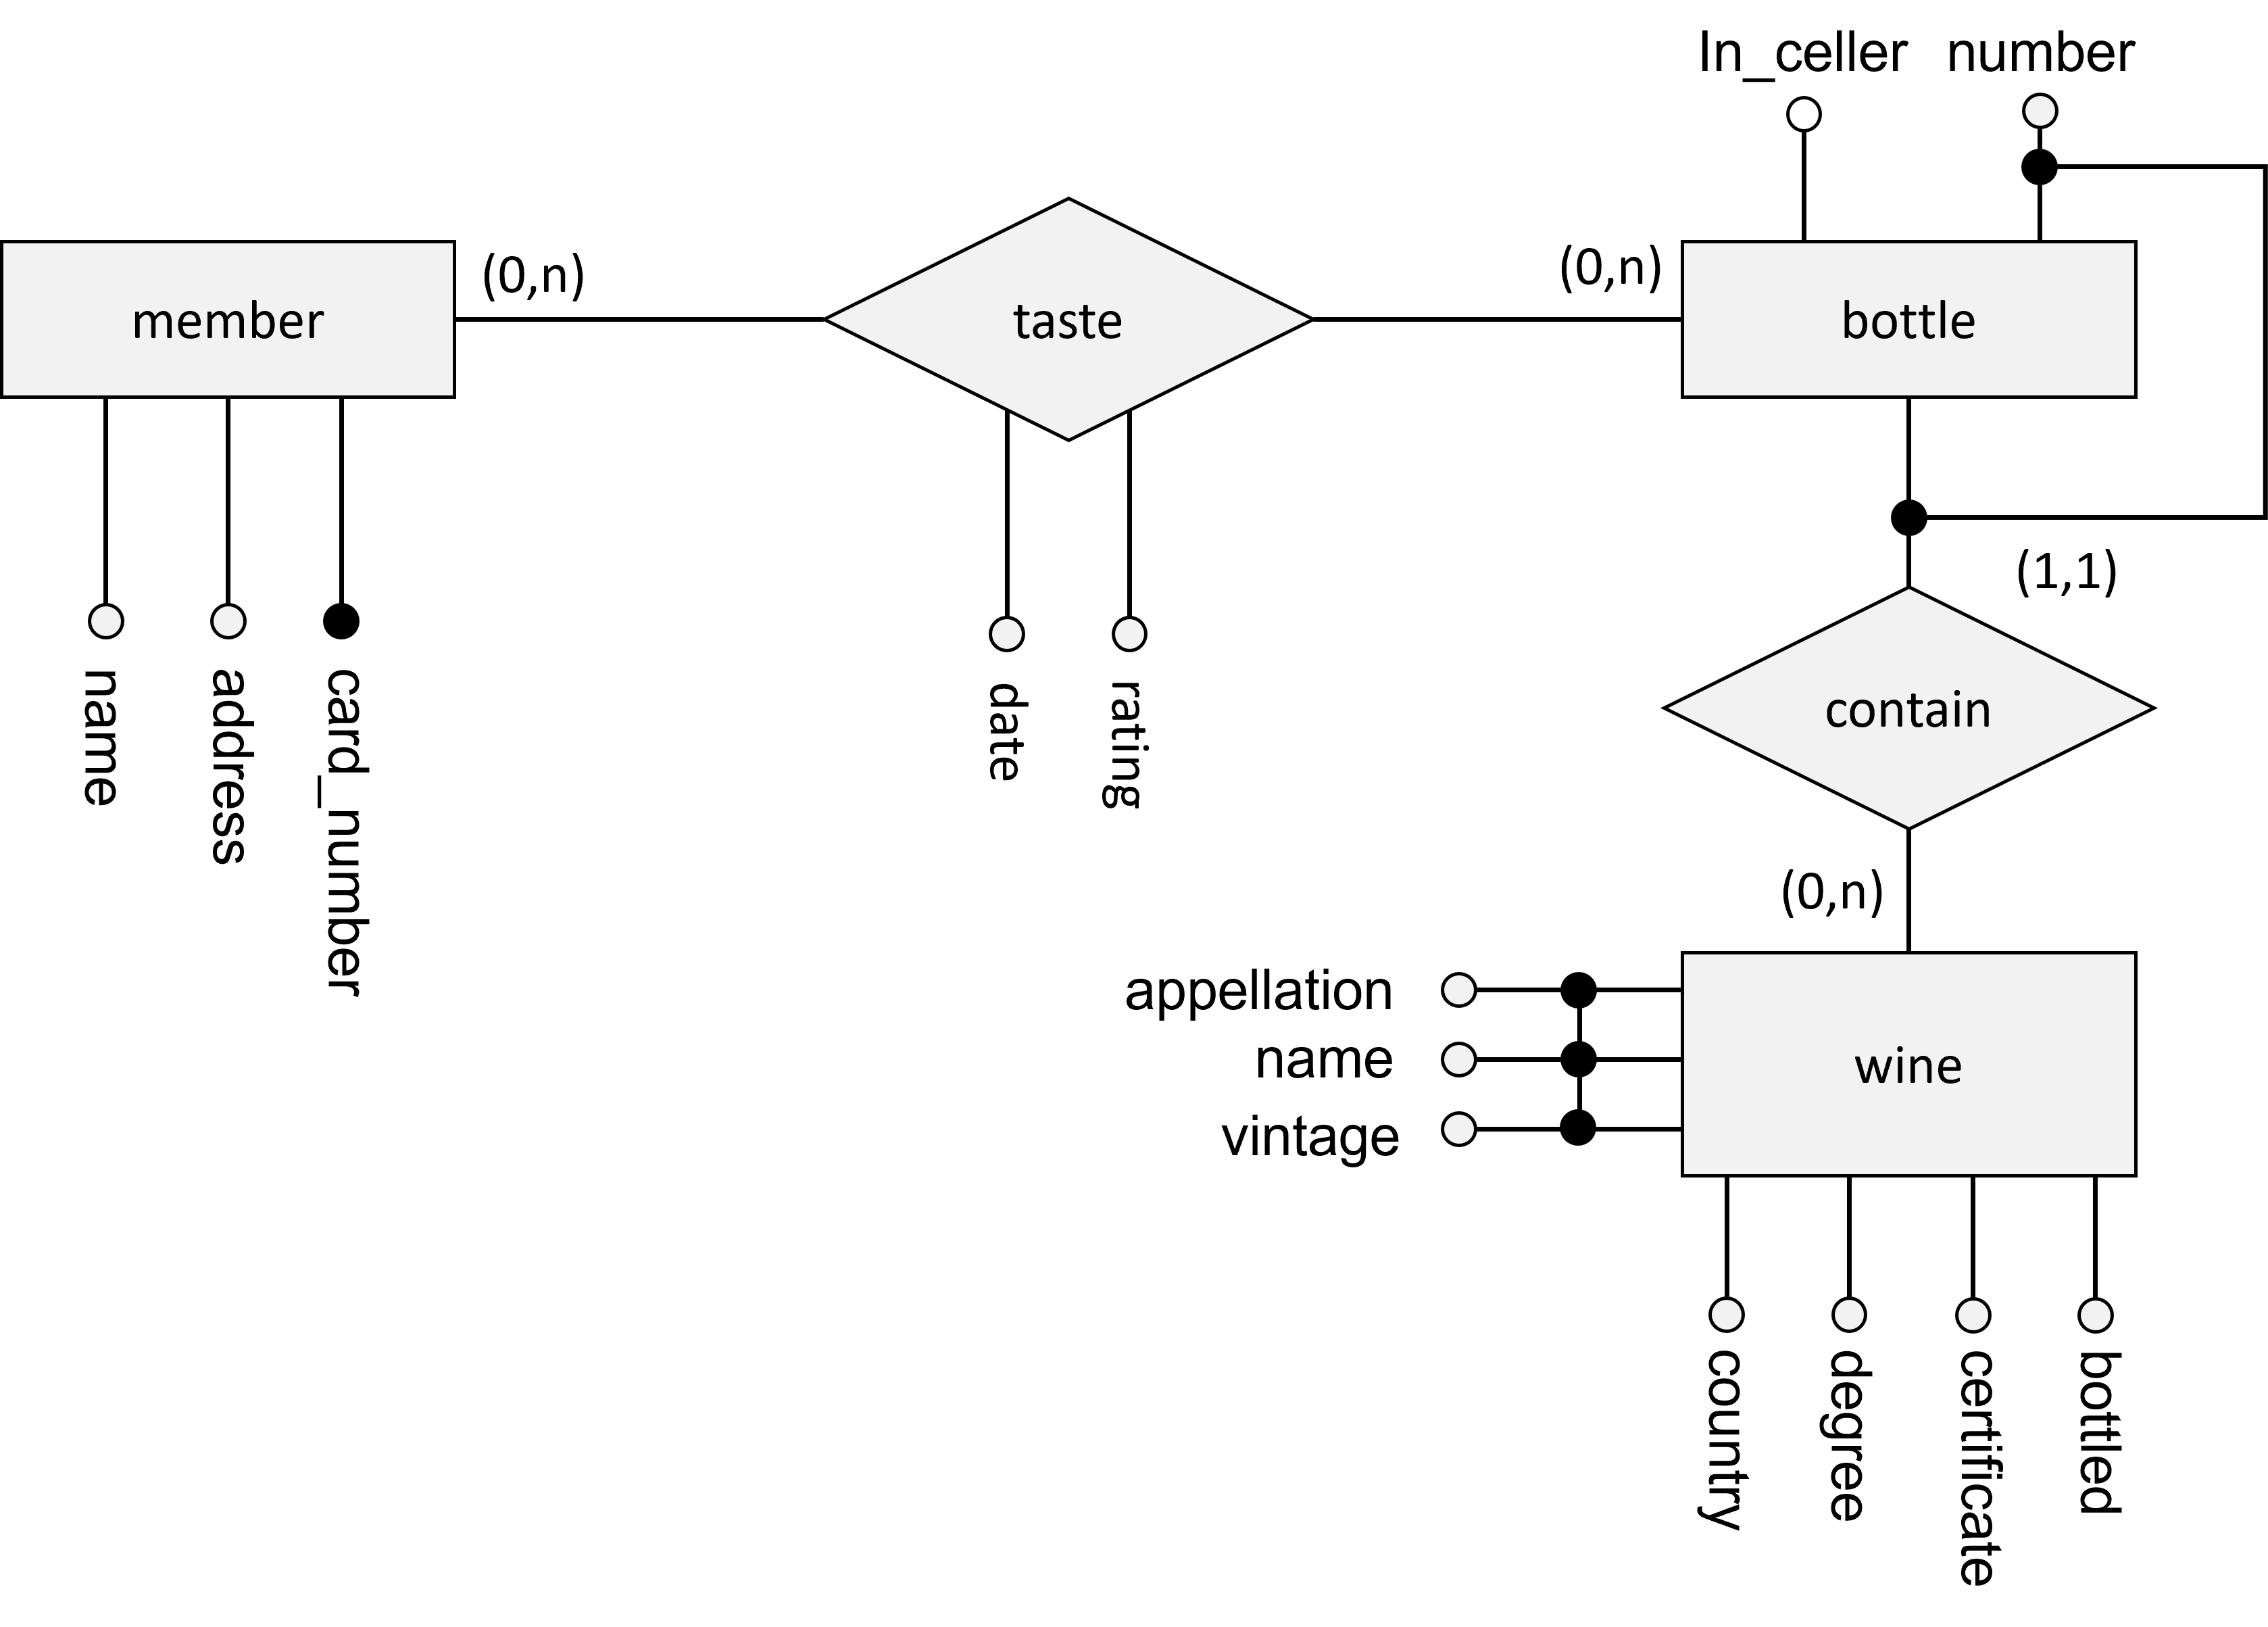 In_celler number
member (0,n) taste (0,n) bottle
name address card_number
date rating
(1,1)
contain
(0,n)
appellation
name
vintage
wine
country degree certificate bottled